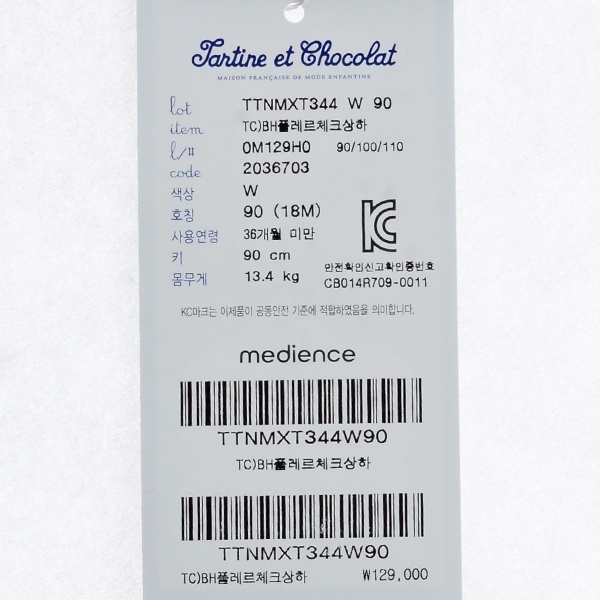 Tartine et Chocolat
MAISON FRANÇAISE DE MODE ENFANTINE
lot TTNMXT344 W 90
item TC)BH플레르체크상하
l/# 0M129H0 90/100/110
code 2036703
색상 W
호칭 90 (18M)
사용연령 36개월 미만
키 90 cm
몸무게 13.4 kg
KC
안전확인신고확인증번호
CB014R709-0011
KC마크는 이제품이 공통안전 기준에 적합하였음을 의미합니다.
medience
TTNMXT344W90
TC)BH플레르체크상하
TTNMXT344W90
TC)BH플레르체크상하 ₩129,000